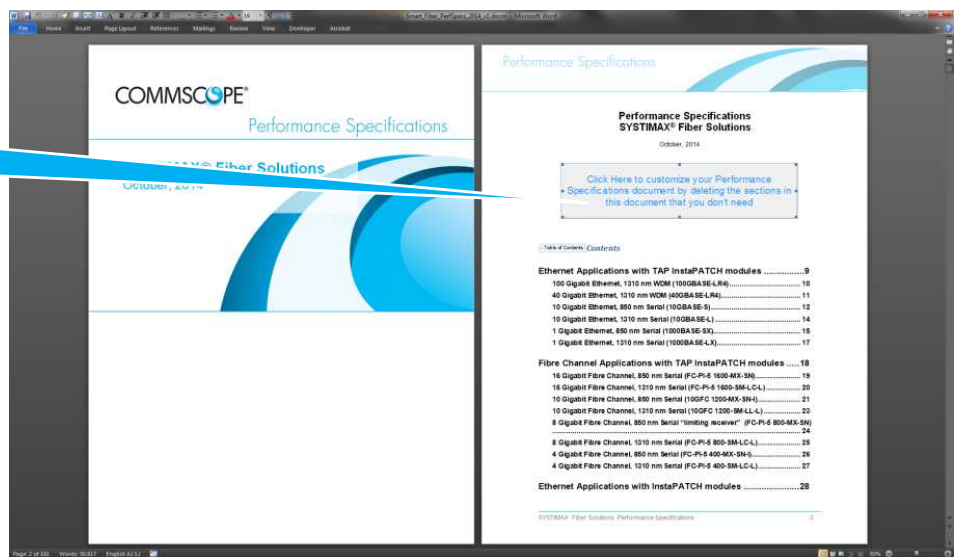 Smart_Fiber_PerfSpecs_2014_v1.docm - Microsoft Word
File Home Insert Page Layout References Mailings Review View Developer Acrobat
COMMSCOPE®
Performance Specifications
Fiber Solutions
October, 2014
Performance Specifications
Performance Specifications
SYSTIMAX® Fiber Solutions
October, 2014
Click Here to customize your Performance
Specifications document by deleting the sections in
this document that you don't need
Table of Contents Contents
Ethernet Applications with TAP InstaPATCH modules ..............9
100 Gigabit Ethernet, 1310 nm WDM (100GBASE-LR4)................................ 10
40 Gigabit Ethernet, 1310 nm WDM (40GBASE-LR4)................................ 11
10 Gigabit Ethernet, 850 nm Serial (10GBASE-S)................................ 12
10 Gigabit Ethernet, 1310 nm Serial (10GBASE-L)................................ 14
1 Gigabit Ethernet, 850 nm Serial (1000BASE-SX)................................ 15
1 Gigabit Ethernet, 1310 nm Serial (1000BASE-LX)................................ 17
Fibre Channel Applications with TAP InstaPATCH modules .....18
16 Gigabit Fibre Channel, 850 nm Serial (FC-PI-5 1600-MX-SN)................ 19
16 Gigabit Fibre Channel, 1310 nm Serial (FC-PI-5 1600-SM-LC-L)............ 20
10 Gigabit Fibre Channel, 850 nm Serial (10GFC 1200-MX-SN-I)................ 21
10 Gigabit Fibre Channel, 1310 nm Serial (10GFC 1200-SM-LL-L)............. 23
8 Gigabit Fibre Channel, 850 nm Serial "limiting receiver" (FC-PI-5 800-MX-SN)
................................................................ 24
8 Gigabit Fibre Channel, 1310 nm Serial (FC-PI-5 800-SM-LC-L)............... 25
4 Gigabit Fibre Channel, 850 nm Serial (FC-PI-5 400-MX-SN-I)................. 26
4 Gigabit Fibre Channel, 1310 nm Serial (FC-PI-5 400-SM-LC-L)............... 27
Ethernet Applications with InstaPATCH modules ...................28
SYSTIMAX Fiber Solutions: Performance Specifications 2
Page: 2 of 101 Words: 30,817 English (U.S.)